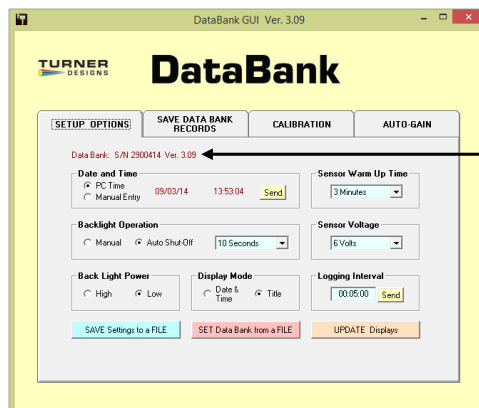 DataBank GUI Ver. 3.09
TURNER
DESIGNS
DataBank
SETUP OPTIONS
SAVE DATA BANK
RECORDS
CALIBRATION
AUTO-GAIN
Data Bank: S/N 2900414 Ver. 3.09
Date and Time
PC Time
Manual Entry
09/03/14 13:53:04 Send
Sensor Warm Up Time
3 Minutes
Backlight Operation
Manual Auto Shut-Off 10 Seconds
Sensor Voltage
6 Volts
Back Light Power
High Low
Display Mode
Date &
Time
Title
Logging Interval
00:05:00 Send
SAVE Settings to a FILE
SET Data Bank from a FILE
UPDATE Displays